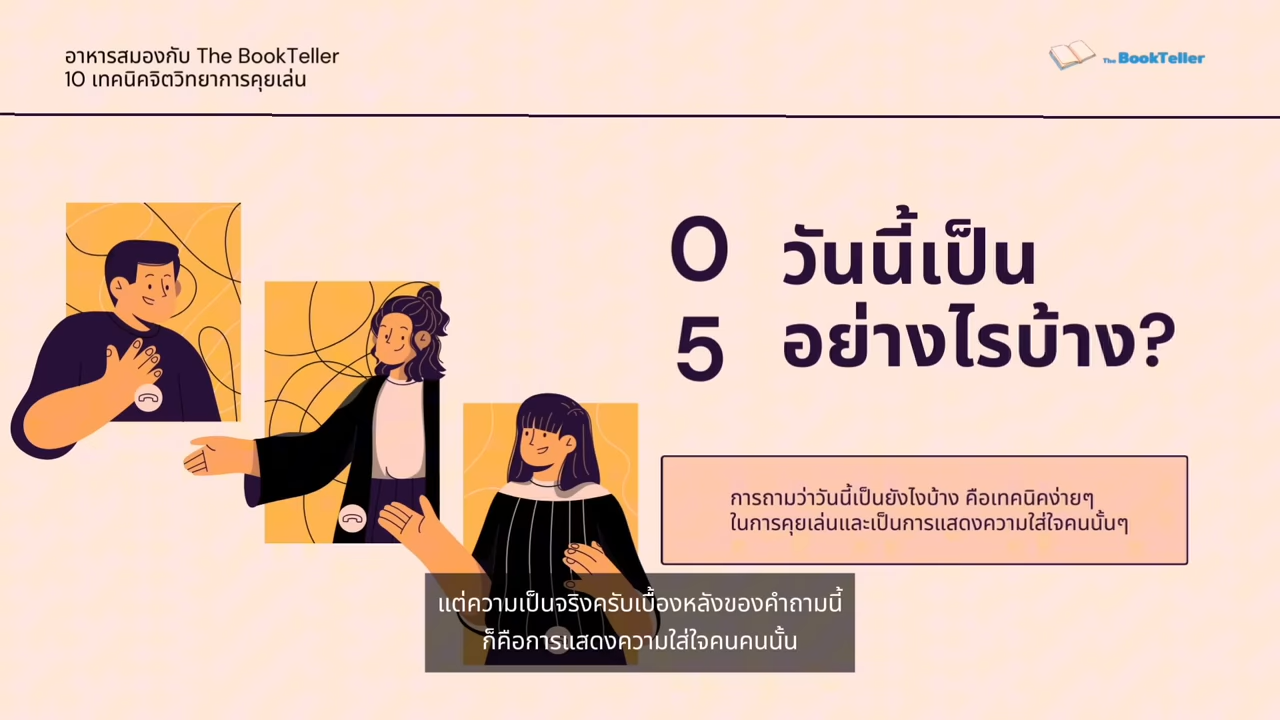 อาหารสมองกับ The BookTeller
10 เทคนิคจิตวิทยาการคุยเล่น
The BookTeller
05
วันนี้เป็น
อย่างไรบ้าง?
การถามว่าวันนี้เป็นยังไงบ้าง คือเทคนิคง่ายๆ
ในการคุยเล่นและเป็นการแสดงความใส่ใจคนนั้นๆ
แต่ความเป็นจริงครับเบื้องหลังของคำถามนี้
ก็คือการแสดงความใส่ใจคนคนนั้น